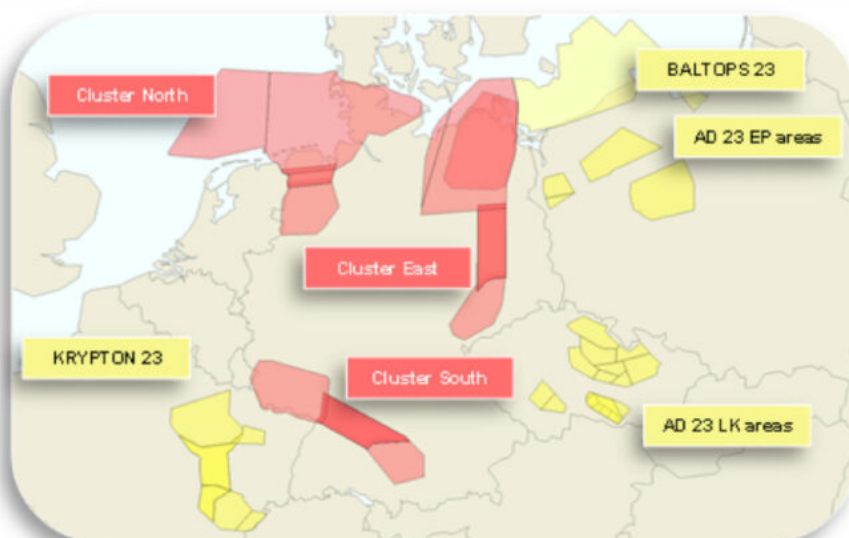 BALTOPS 23
Cluster North
AD 23 EP areas
Cluster East
KRYPTON 23
Cluster South
AD 23 LK areas